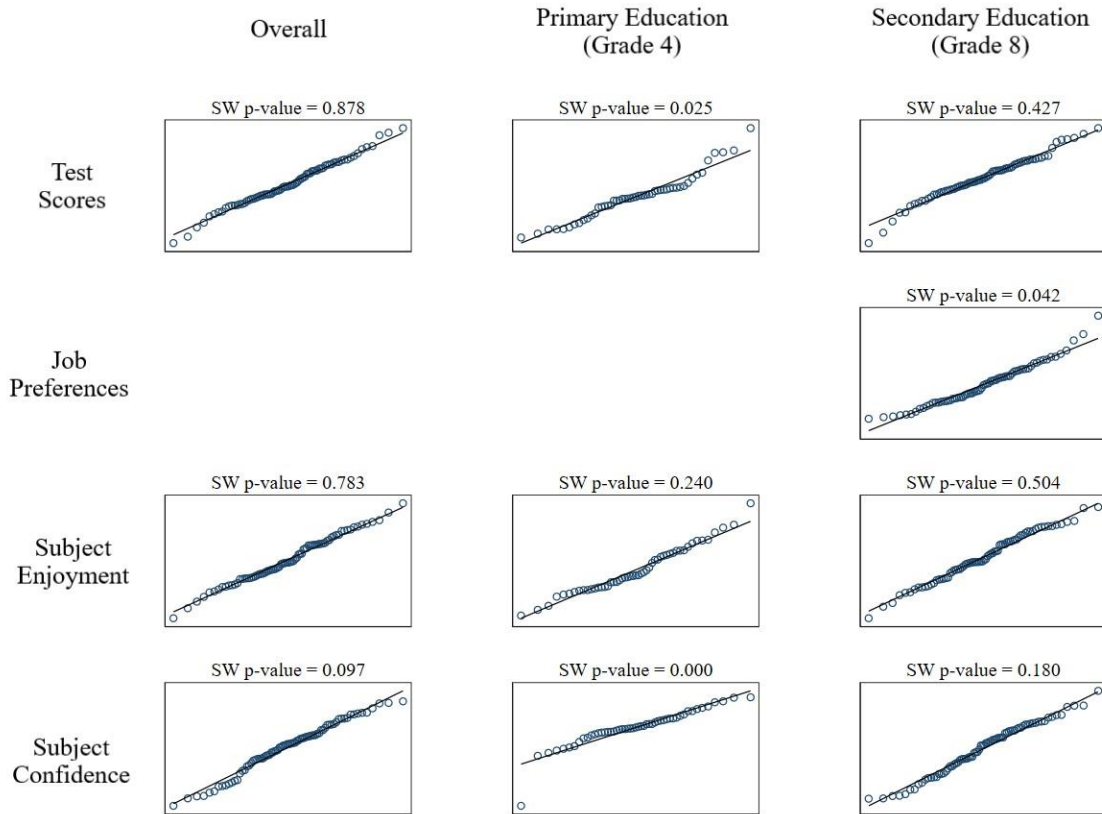 Overall
Primary Education
(Grade 4)
Secondary Education
(Grade 8)
Test
Scores
SW p-value = 0.878
SW p-value = 0.025
SW p-value = 0.427
Job
Preferences
SW p-value = 0.042
Subject
Enjoyment
SW p-value = 0.783
SW p-value = 0.240
SW p-value = 0.504
Subject
Confidence
SW p-value = 0.097
SW p-value = 0.000
SW p-value = 0.180